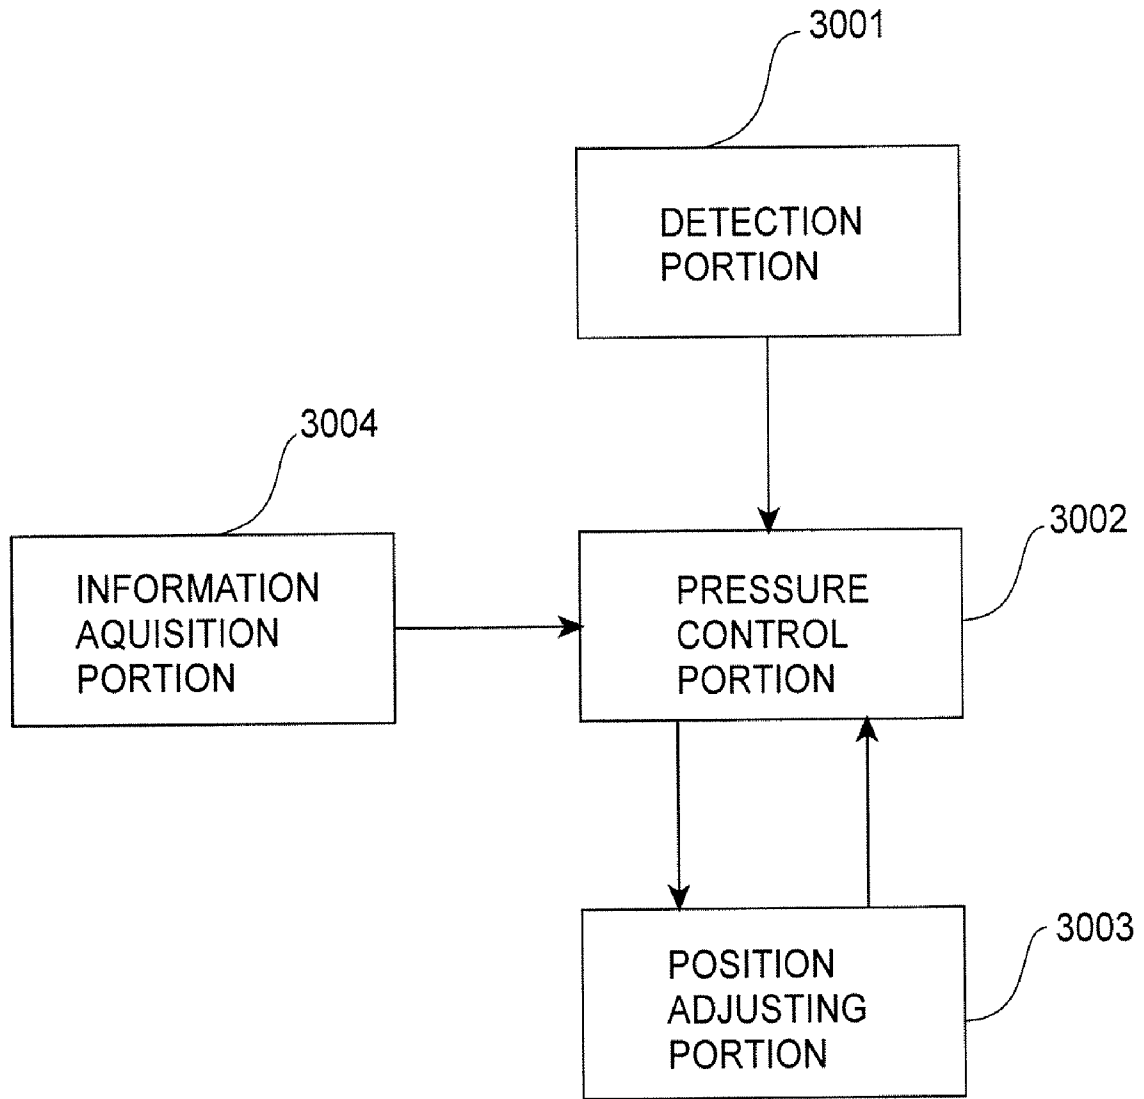 3001
DETECTION
PORTION
3004
INFORMATION
AQUISITION
PORTION
3002
PRESSURE
CONTROL
PORTION
3003
POSITION
ADJUSTING
PORTION